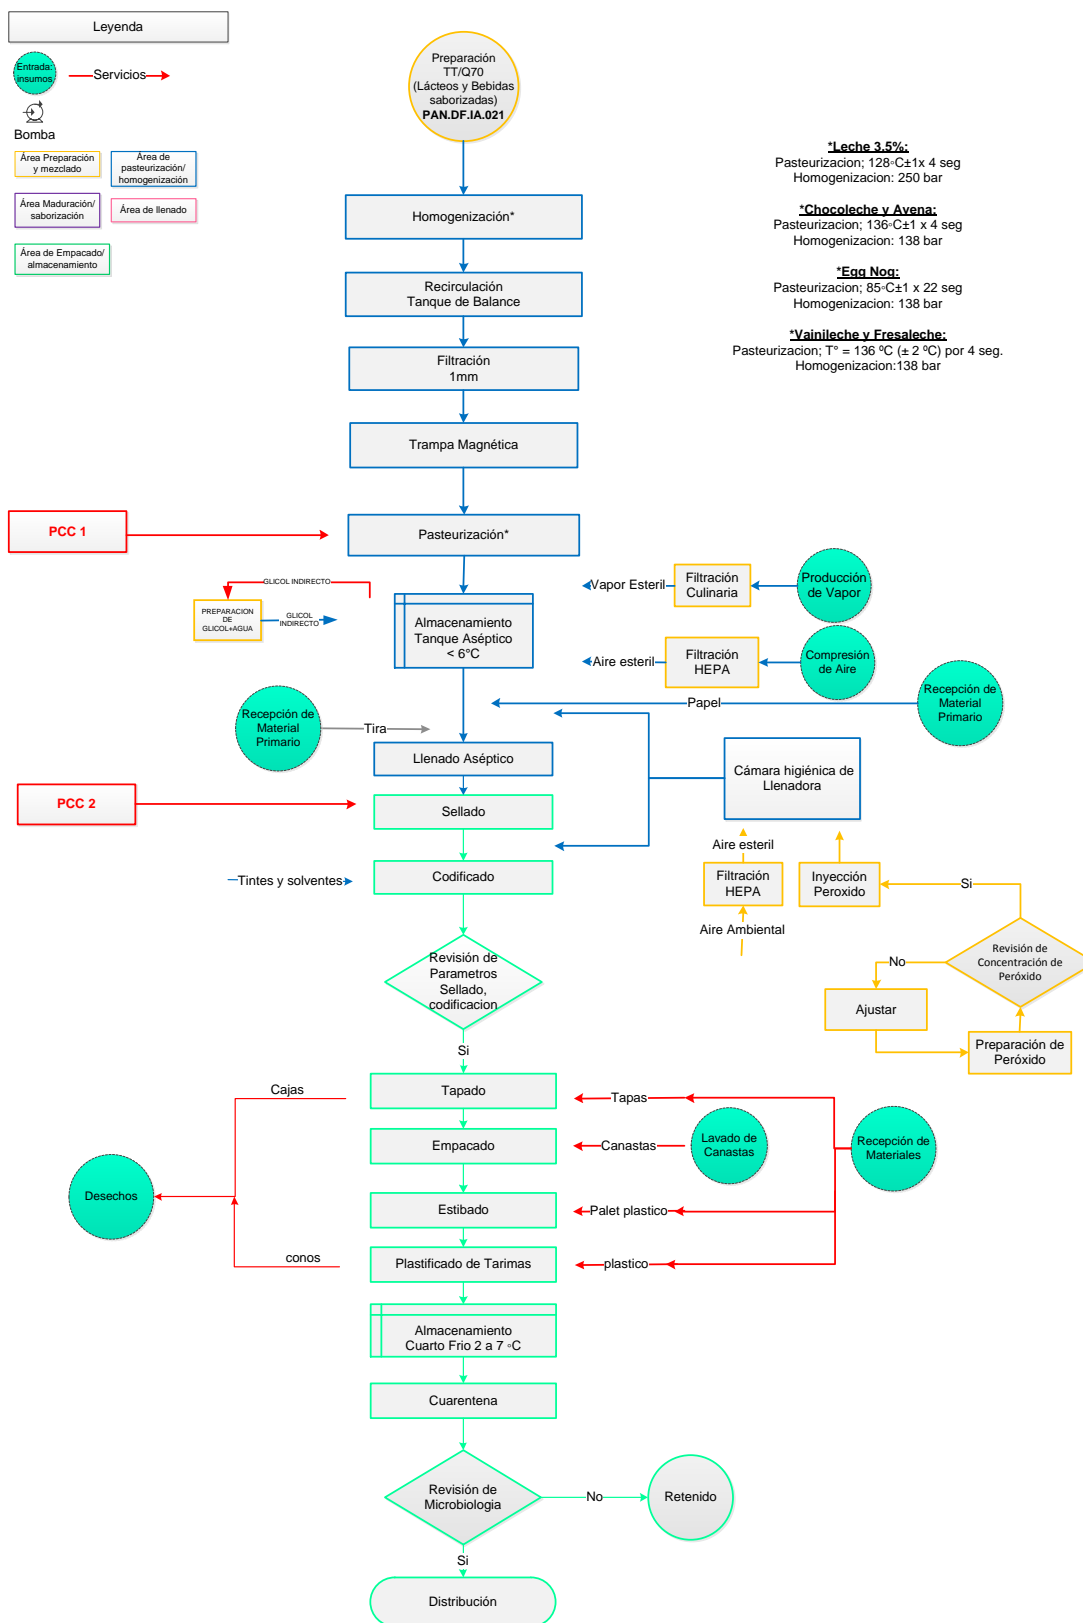 Leyenda
Entrada:
insumos
Servicios
Bomba
Área Preparación
y mezclado
Área de
pasteurización/
homogenización
Área Maduración/
saborización
Área de llenado
Área de Empacado/
almacenamiento
Preparación
TT/Q70
(Lácteos y Bebidas
saborizadas)
PAN.DF.IA.021
*Leche 3.5%:
Pasteurizacion; 128◦C±1x 4 seg
Homogenizacion: 250 bar
*Chocoleche y Avena:
Pasteurizacion; 136◦C±1 x 4 seg
Homogenizacion: 138 bar
*Egg Nog:
Pasteurizacion; 85◦C±1 x 22 seg
Homogenizacion: 138 bar
*Vainileche y Fresaleche:
Pasteurizacion; T° = 136 ºC (± 2 ºC) por 4 seg.
Homogenizacion:138 bar
Homogenización*
Recirculación
Tanque de Balance
Filtración
1mm
Trampa Magnética
PCC 1
Pasteurización*
GLICOL INDIRECTO
PREPARACION
DE
GLICOL+AGUA
GLICOL
INDIRECTO
Almacenamiento
Tanque Aséptico
< 6°C
Vapor Esteril
Filtración
Culinaria
Producción
de Vapor
Aire esteril
Filtración
HEPA
Compresión
de Aire
Recepción de
Material
Primario
Tira
Papel
Recepción de
Material
Primario
Llenado Aséptico
Cámara higiénica de
Llenadora
PCC 2
Sellado
Aire esteril
Filtración
HEPA
Aire Ambiental
Inyección
Peroxido
Si
Tintes y solventes
Codificado
Revisión de
Parametros
Sellado,
codificacion
Revisión de
Concentración de
Peróxido
No
Ajustar
Preparación de
Peróxido
Si
Cajas
Tapado
Tapas
Empacado
Canastas
Lavado de
Canastas
Recepción de
Materiales
Desechos
Estibado
Palet plastico
conos
Plastificado de Tarimas
plastico
Almacenamiento
Cuarto Frio 2 a 7 ◦C
Cuarentena
Revisión de
Microbiologia
No
Retenido
Si
Distribución